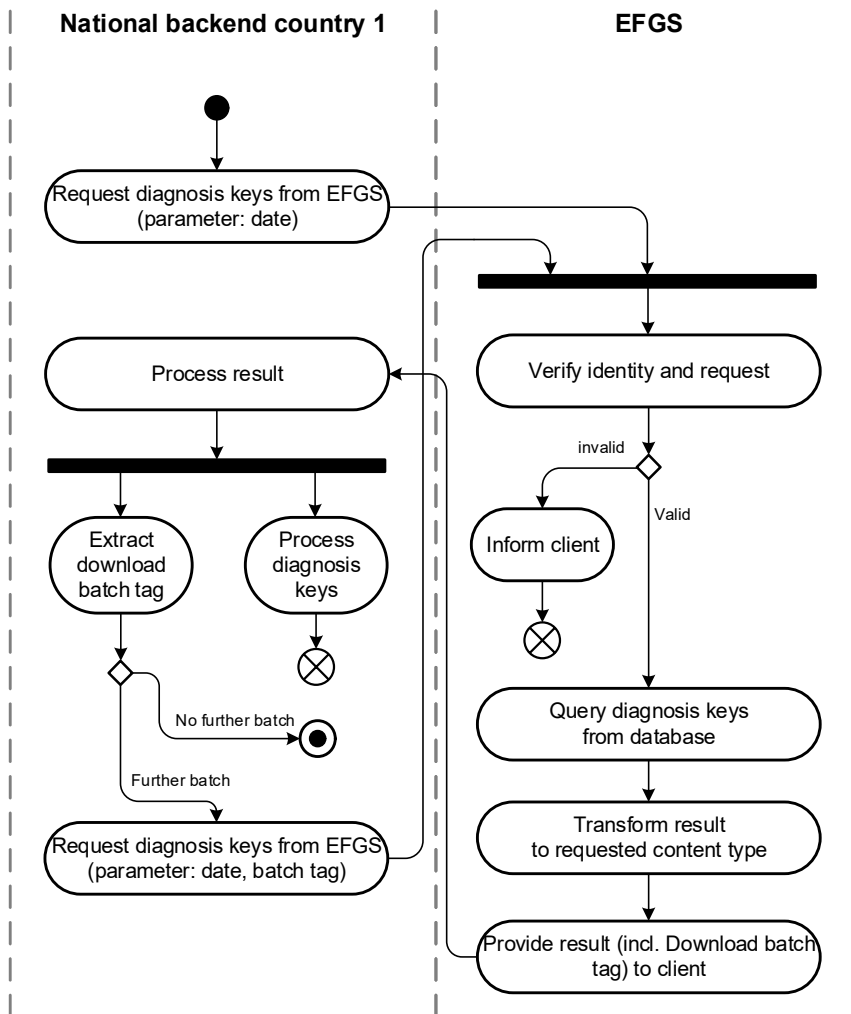 National backend country 1
EFGS
Request diagnosis keys from EFGS
(parameter: date)
Process result
Verify identity and request
invalid
Valid
Extract
download
batch tag
Process
diagnosis
keys
Inform client
No further batch
Further batch
Query diagnosis keys
from database
Request diagnosis keys from EFGS
(parameter: date, batch tag)
Transform result
to requested content type
Provide result (incl. Download batch
tag) to client